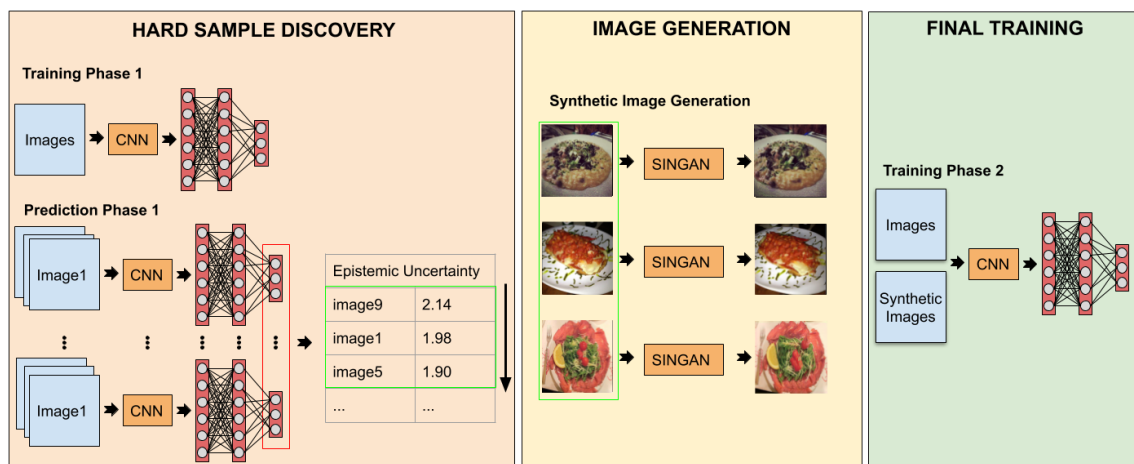 HARD SAMPLE DISCOVERY
Training Phase 1
Images
CNN
Prediction Phase 1
Image1
CNN
Image1
CNN
Epistemic Uncertainty
image9 2.14
image1 1.98
image5 1.90
... ...
IMAGE GENERATION
Synthetic Image Generation
SINGAN
SINGAN
SINGAN
FINAL TRAINING
Training Phase 2
Images
CNN
Synthetic
Images